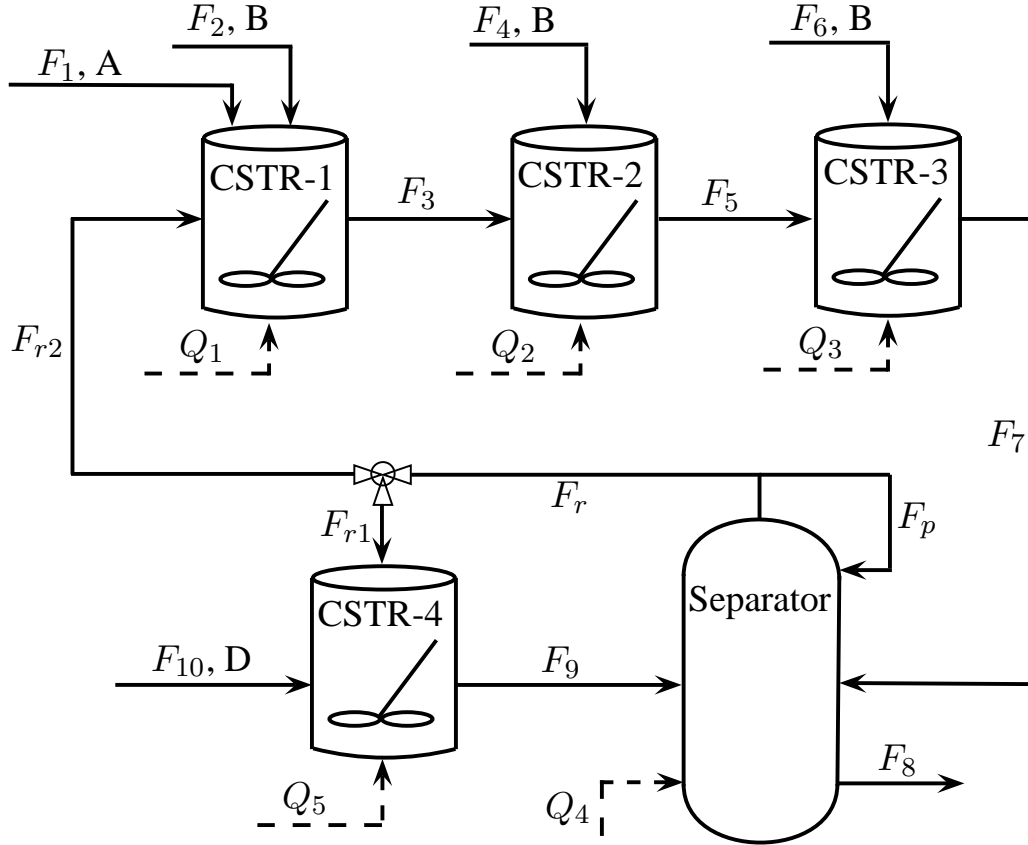 F2, B
F4, B
F6, B
F1, A
CSTR-1
CSTR-2
CSTR-3
F3
F5
Fr2
Q1
Q2
Q3
F7
Fr
Fp
Fr1
CSTR-4
Separator
F10, D
F9
F8
Q5
Q4